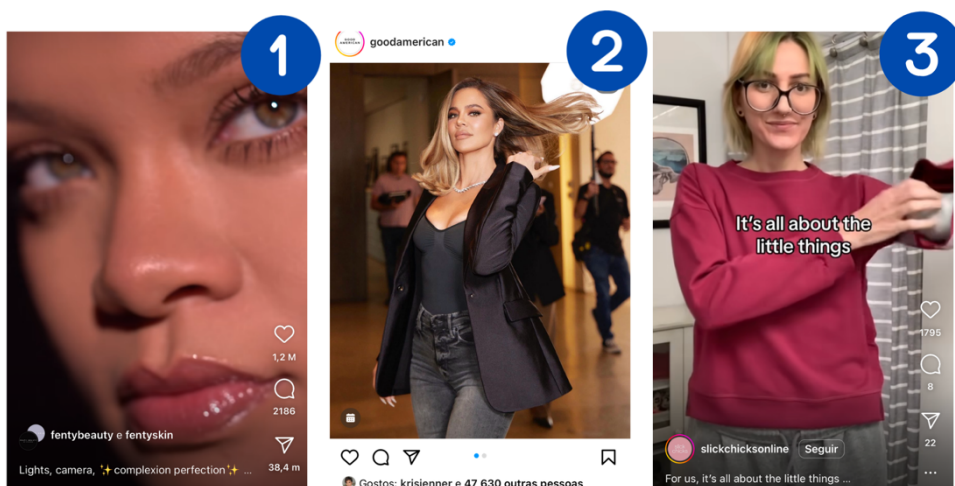 1
2
3
goodamerican
GOOD
AMERICAN
It's all about the
little things
1,2 M
2186
38,4 m
fentybeauty e fentyskin
Lights, camera, ✨complexion perfection✨ ...
Gostos: krisjenner e 47 630 outras pessoas
1795
8
22
slickchicksonline
Seguir
For us, it's all about the little things ...